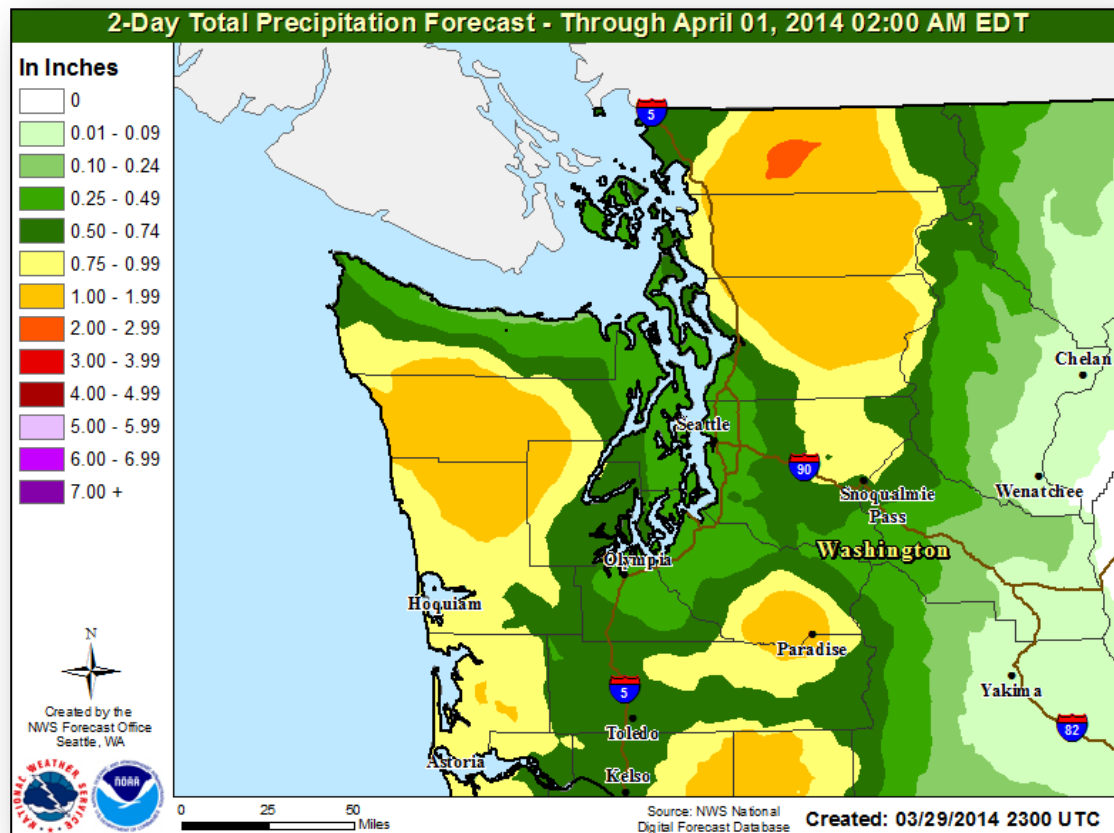 2-Day Total Precipitation Forecast - Through April 01, 2014 02:00 AM EDT
In Inches
0
0.01 - 0.09
0.10 - 0.24
0.25 - 0.49
0.50 - 0.74
0.75 - 0.99
1.00 - 1.99
2.00 - 2.99
3.00 - 3.99
4.00 - 4.99
5.00 - 5.99
6.00 - 6.99
7.00 +
5
Chelan
Seattle
90
Snoqualmie
Pass
Wenatchee
Washington
Olympia
Hoquiam
Paradise
Yakima
5
82
Toledo
Astoria
Kelso
N
Created by the
NWS Forecast Office
Seattle, WA
NATIONAL WEATHER SERVICE
NOAA
0 25 50
Miles
Source: NWS National
Digital Forecast Database
Created: 03/29/2014 2300 UTC